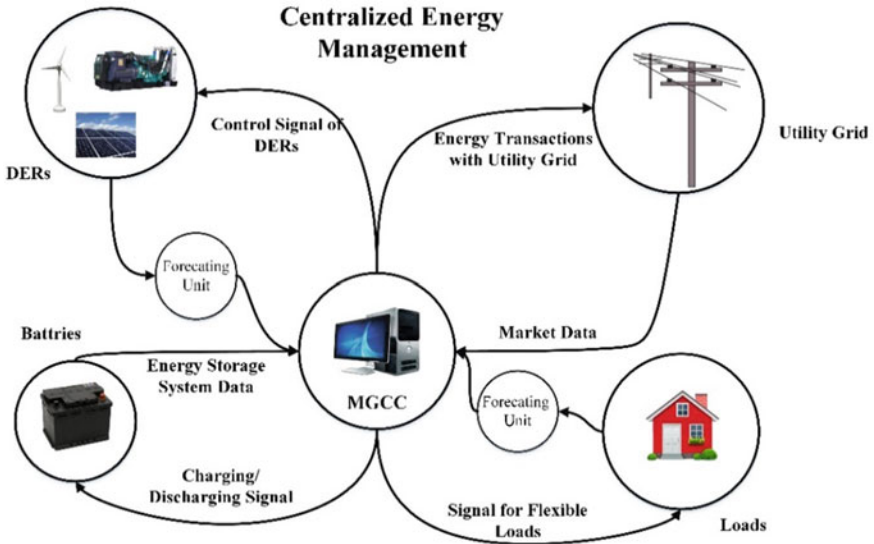 Centralized Energy
Management
Control Signal of
DERs
Energy Transactions
with Utility Grid
Utility Grid
DERs
Forecating
Unit
Battries
Energy Storage
System Data
MGCC
Market Data
Forecating
Unit
Charging/
Discharging Signal
Signal for Flexible
Loads
Loads